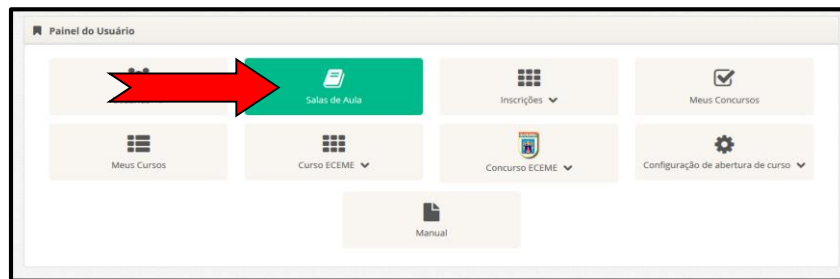 Painel do Usuário
Salas de Aula
Inscrições
Meus Concursos
Meus Cursos
Curso ECEME
Concurso ECEME
Configuração de abertura de curso
Manual